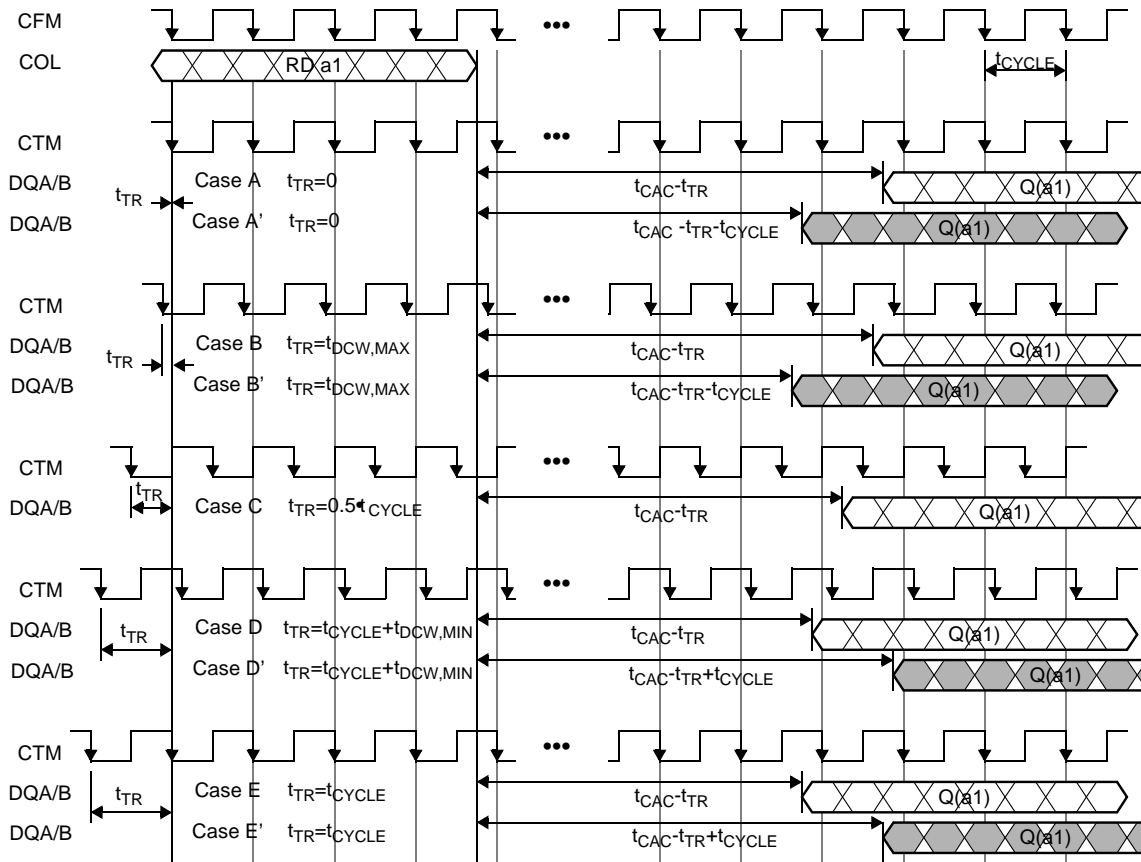 CFM •••
COL RD a1 tCYCLE
CTM •••
DQA/B Case A tTR=0 tCAC-tTR Q(a1)
tTR
DQA/B Case A’ tTR=0 tCAC -tTR-tCYCLE Q(a1)
CTM •••
DQA/B Case B tTR=tDCW,MAX tCAC-tTR Q(a1)
tTR
DQA/B Case B’ tTR=tDCW,MAX tCAC-tTR-tCYCLE Q(a1)
CTM •••
tTR
DQA/B Case C tTR=0.5•tCYCLE tCAC-tTR Q(a1)
CTM •••
DQA/B tTR Case D tTR=tCYCLE+tDCW,MIN tCAC-tTR Q(a1)
DQA/B Case D’ tTR=tCYCLE+tDCW,MIN tCAC-tTR+tCYCLE Q(a1)
CTM •••
DQA/B tTR Case E tTR=tCYCLE tCAC-tTR Q(a1)
DQA/B Case E’ tTR=tCYCLE tCAC-tTR+tCYCLE Q(a1)